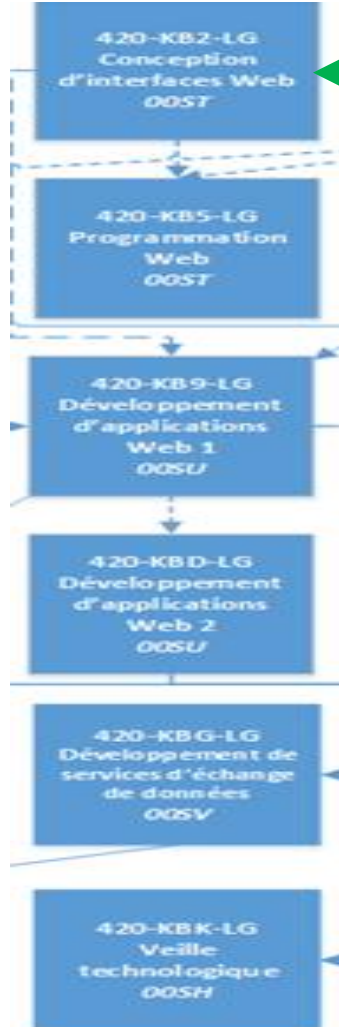 420-KB2-LG
Conception
d'interfaces Web
00ST
420-KB5-LG
Programmation
Web
00ST
420-KB9-LG
Développement
d'applications
Web 1
00SU
420-KBD-LG
Développement
d'applications
Web 2
00SU
420-KBG-LG
Développement de
services d'échange
de données
00SV
420-KBK-LG
Veille
technologique
00SH